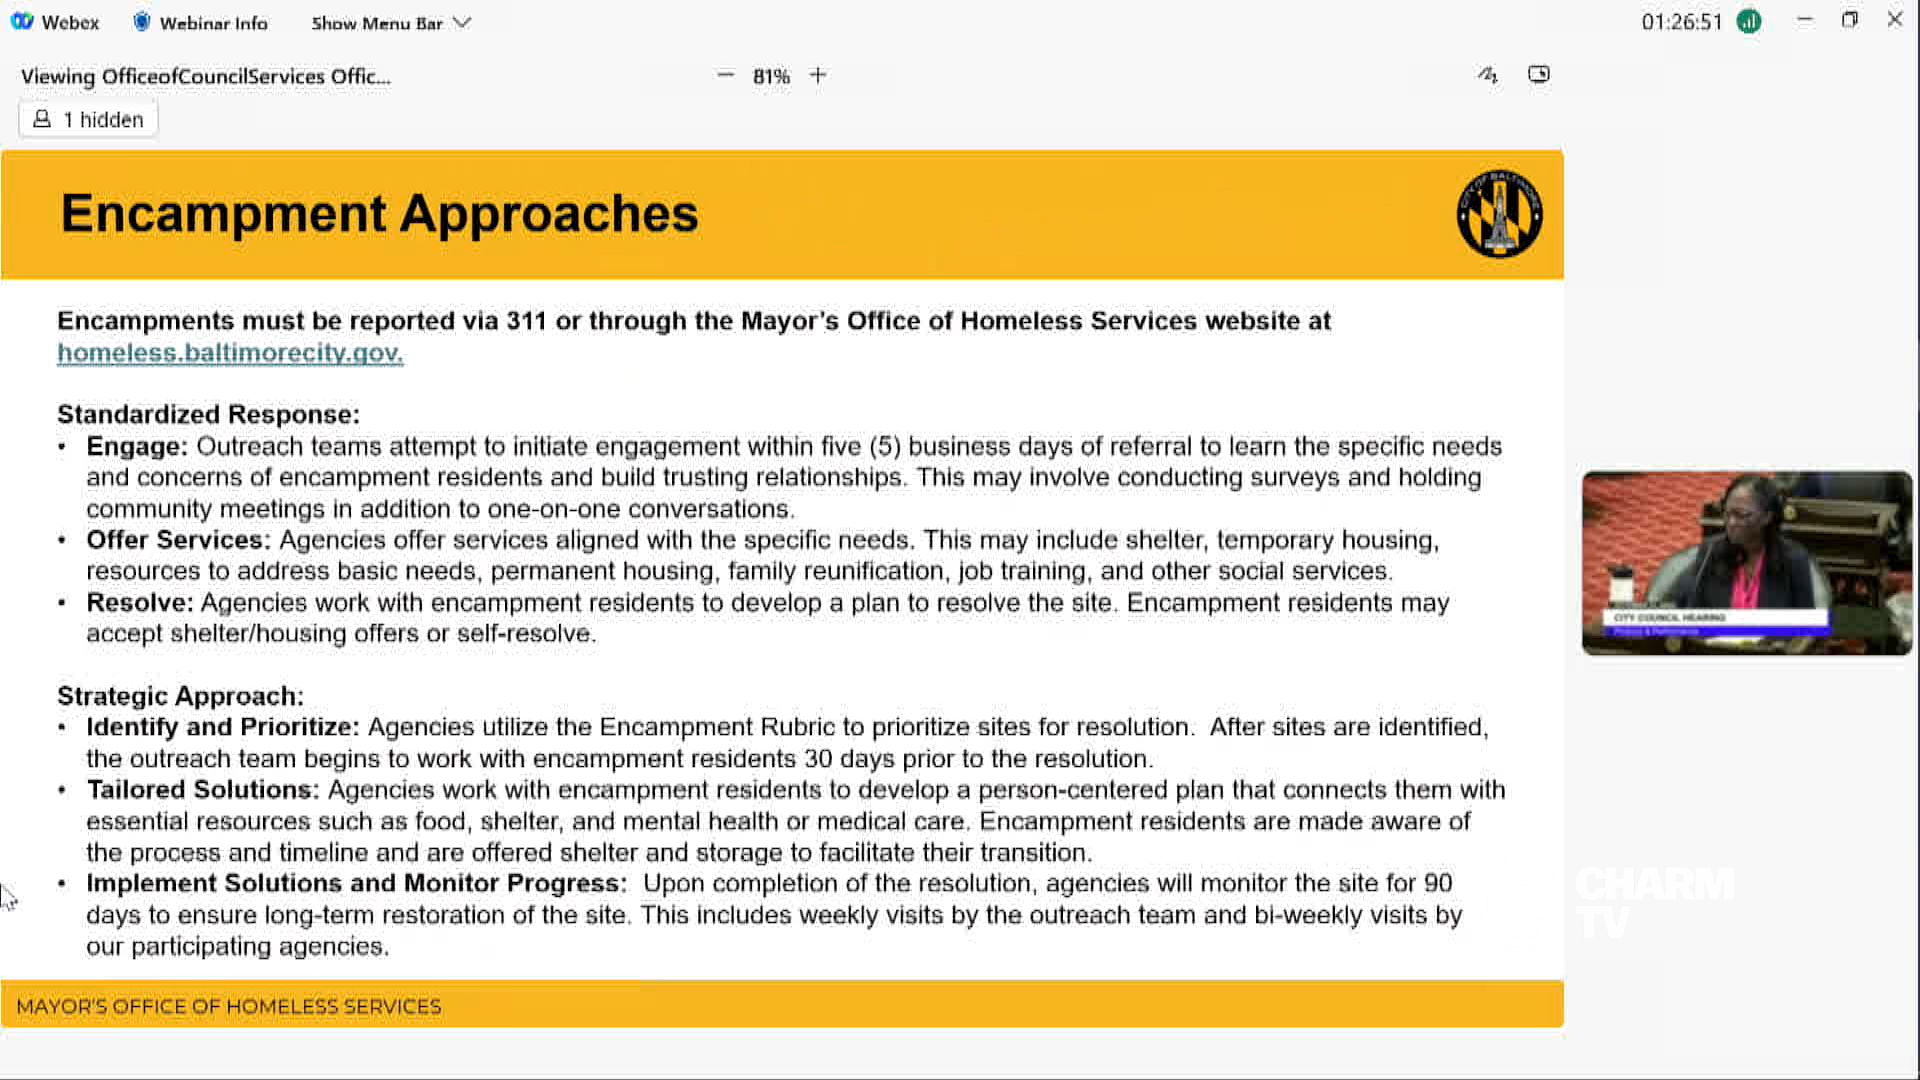 Webex
Webinar Info
Show Menu Bar
01:26:51
Viewing OfficeofCouncilServices Offic...
81%
1 hidden
Encampment Approaches
CITY OF BALTIMORE
Encampments must be reported via 311 or through the Mayor's Office of Homeless Services website at
homeless.baltimorecity.gov.
Standardized Response:
• Engage: Outreach teams attempt to initiate engagement within five (5) business days of referral to learn the specific needs
and concerns of encampment residents and build trusting relationships. This may involve conducting surveys and holding
community meetings in addition to one-on-one conversations.
• Offer Services: Agencies offer services aligned with the specific needs. This may include shelter, temporary housing,
resources to address basic needs, permanent housing, family reunification, job training, and other social services.
• Resolve: Agencies work with encampment residents to develop a plan to resolve the site. Encampment residents may
accept shelter/housing offers or self-resolve.
Strategic Approach:
• Identify and Prioritize: Agencies utilize the Encampment Rubric to prioritize sites for resolution. After sites are identified,
the outreach team begins to work with encampment residents 30 days prior to the resolution.
• Tailored Solutions: Agencies work with encampment residents to develop a person-centered plan that connects them with
essential resources such as food, shelter, and mental health or medical care. Encampment residents are made aware of
the process and timeline and are offered shelter and storage to facilitate their transition.
• Implement Solutions and Monitor Progress: Upon completion of the resolution, agencies will monitor the site for 90
days to ensure long-term restoration of the site. This includes weekly visits by the outreach team and bi-weekly visits by
our participating agencies.
MAYOR'S OFFICE OF HOMELESS SERVICES
CITY COUNCIL HEARING
CHARM
TV